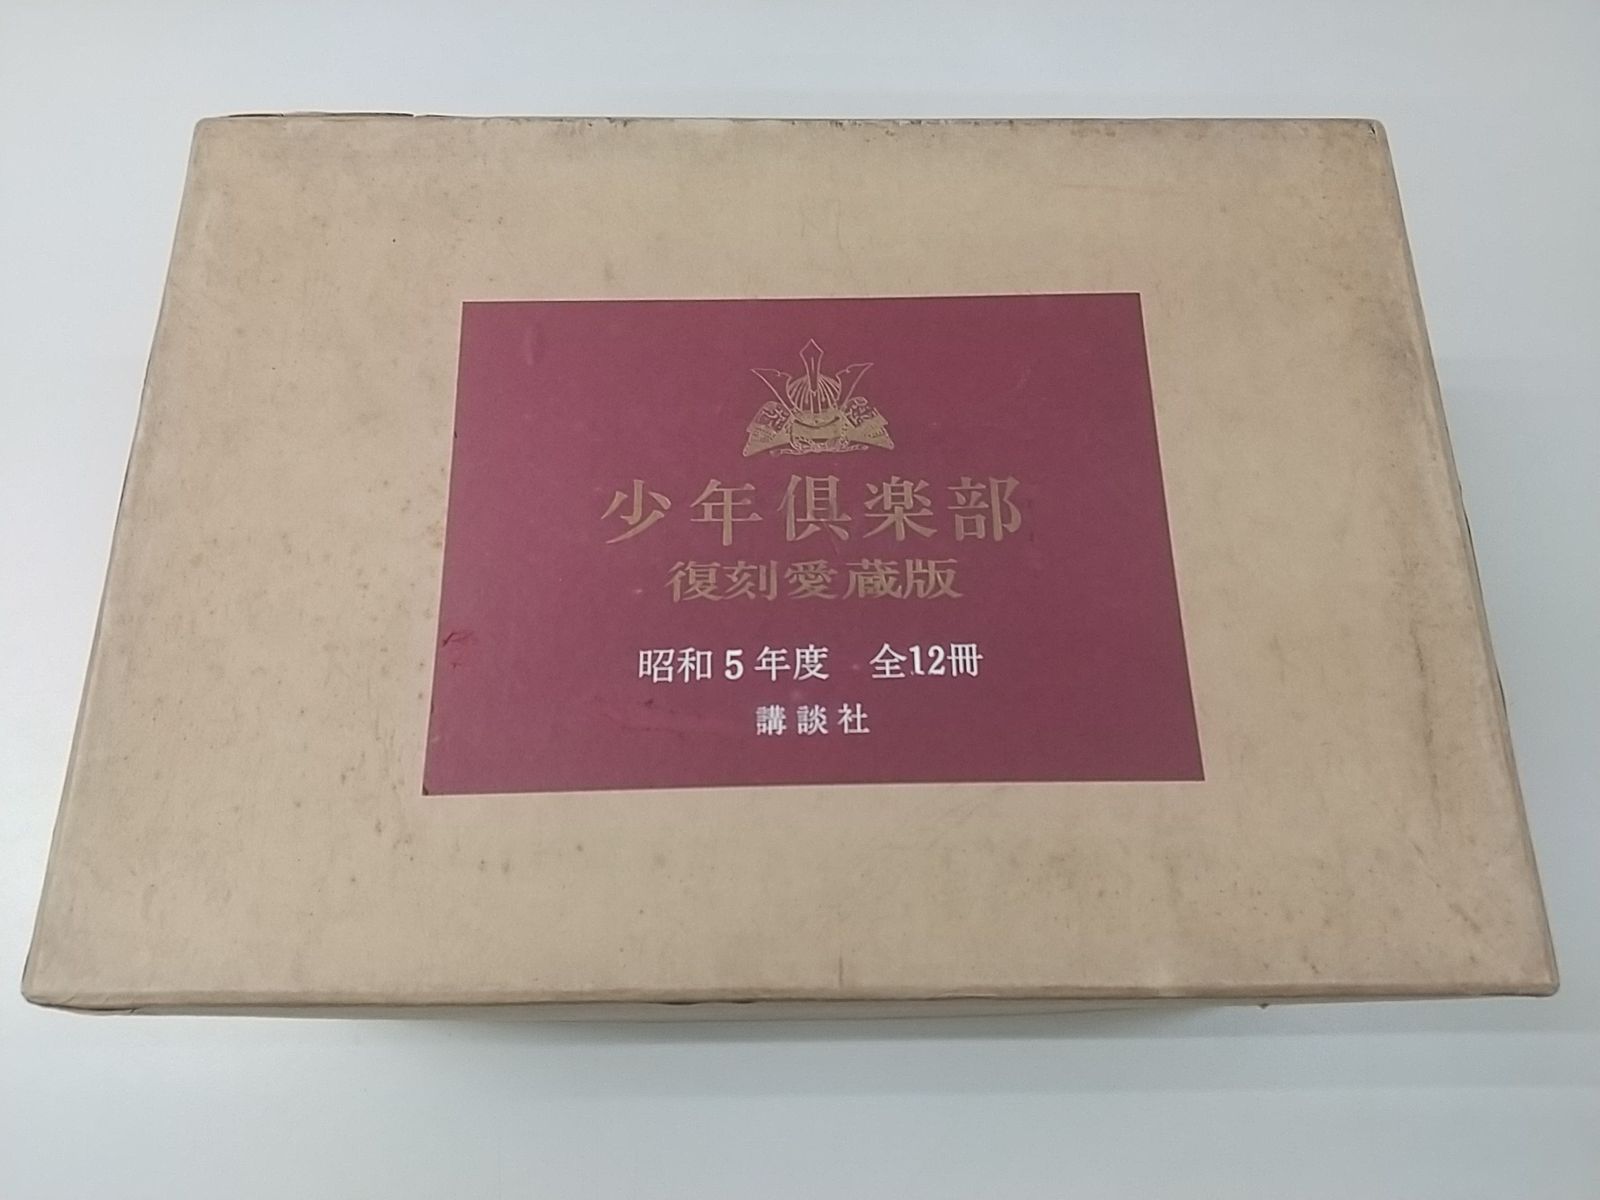 少年倶楽部
復刻愛蔵版
昭和5年度 全12冊
講談社